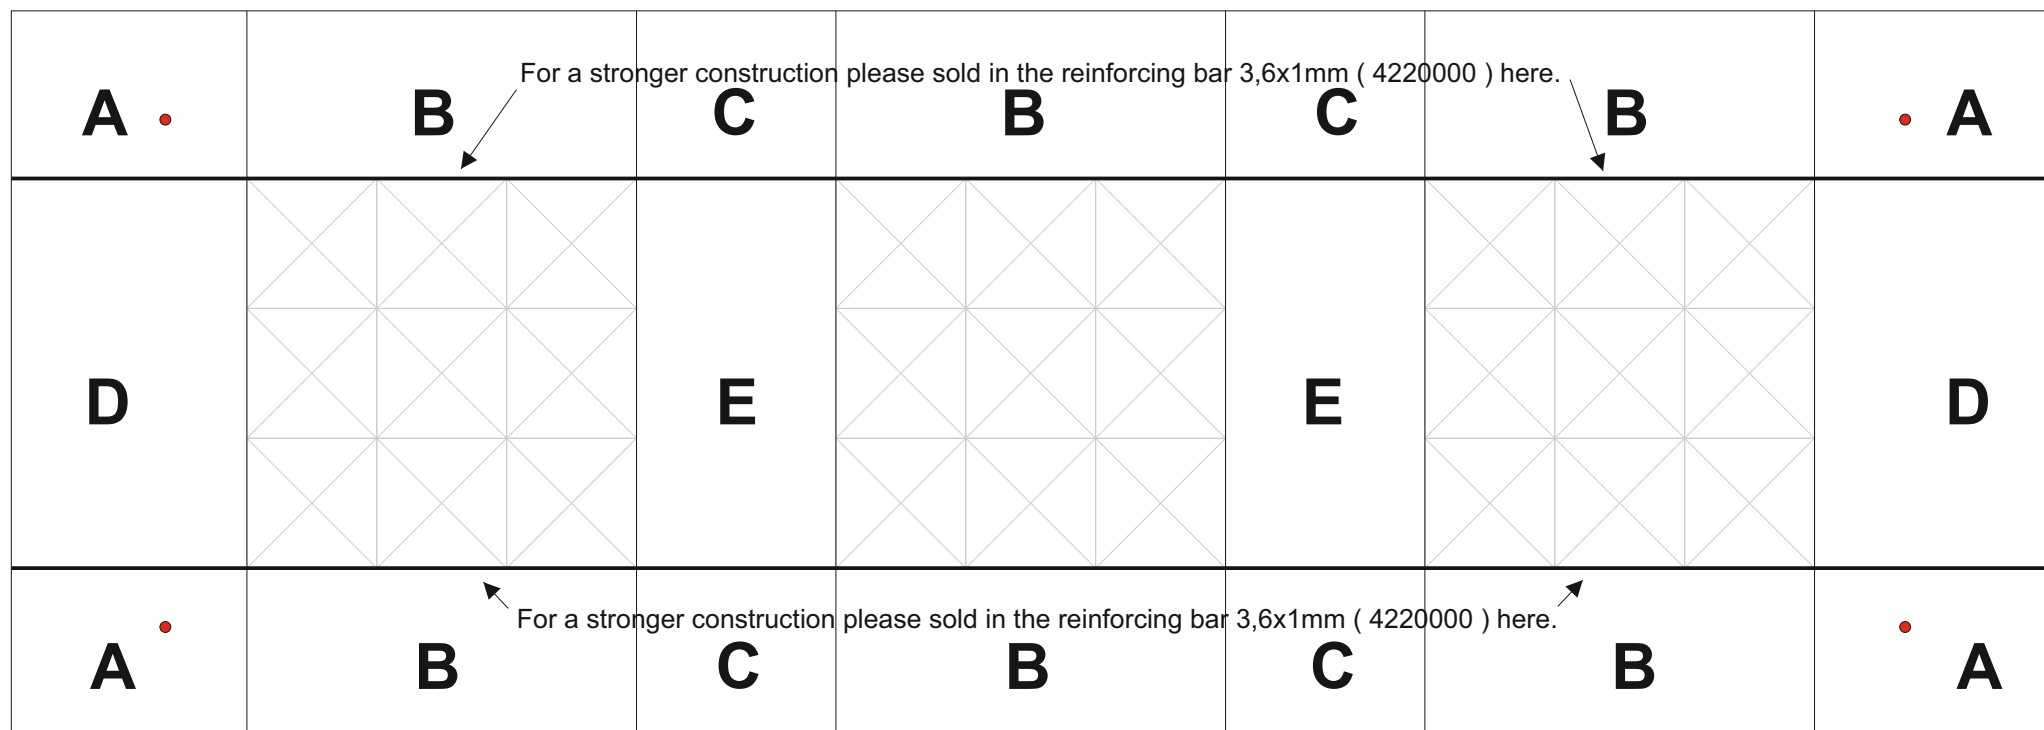 For a stronger construction please sold in the reinforcing bar 3,6x1mm ( 4220000 ) here.
A B C B C B A
D E E D
For a stronger construction please sold in the reinforcing bar 3,6x1mm ( 4220000 ) here.
A B C B C B A